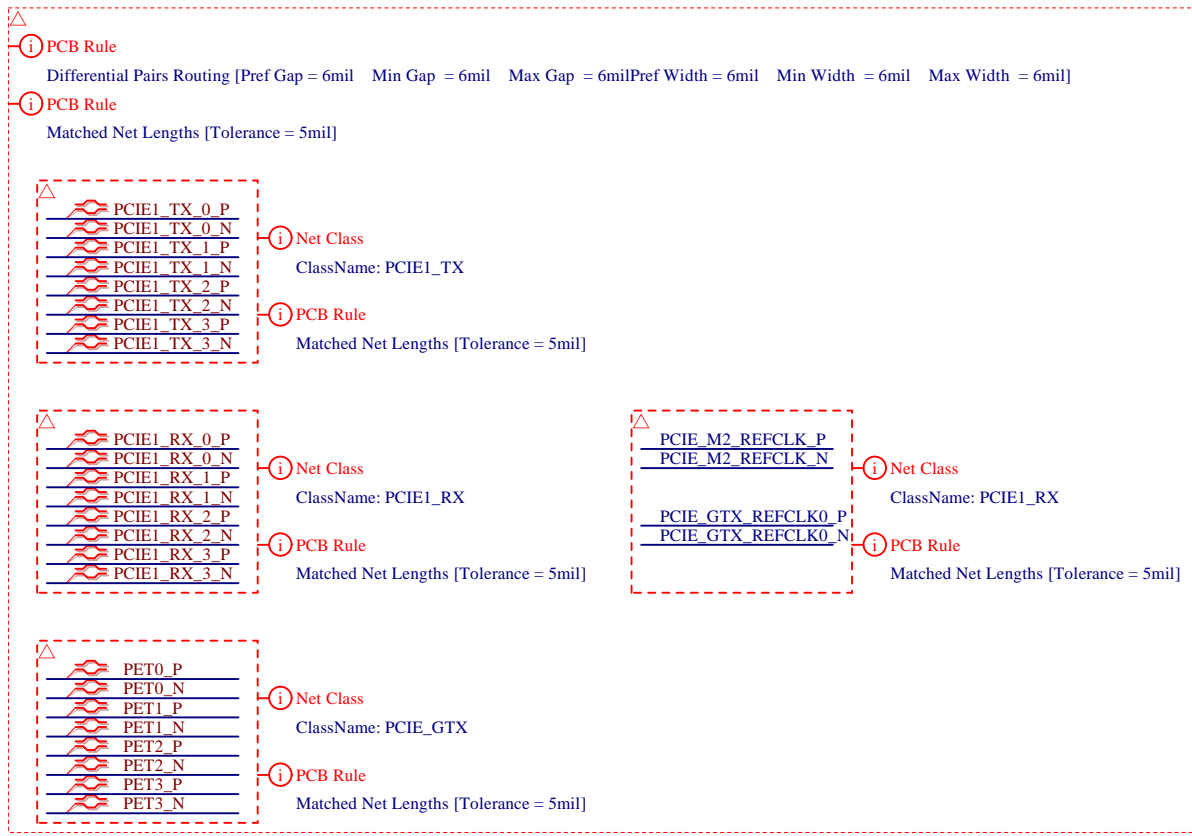 i PCB Rule
Differential Pairs Routing [Pref Gap = 6mil Min Gap = 6mil Max Gap = 6milPref Width = 6mil Min Width = 6mil Max Width = 6mil]
i PCB Rule
Matched Net Lengths [Tolerance = 5mil]
PCIE1_TX_0_P
PCIE1_TX_0_N
PCIE1_TX_1_P
PCIE1_TX_1_N
PCIE1_TX_2_P
PCIE1_TX_2_N
PCIE1_TX_3_P
PCIE1_TX_3_N
i Net Class
ClassName: PCIE1_TX
i PCB Rule
Matched Net Lengths [Tolerance = 5mil]
PCIE1_RX_0_P
PCIE1_RX_0_N
PCIE1_RX_1_P
PCIE1_RX_1_N
PCIE1_RX_2_P
PCIE1_RX_2_N
PCIE1_RX_3_P
PCIE1_RX_3_N
i Net Class
ClassName: PCIE1_RX
i PCB Rule
Matched Net Lengths [Tolerance = 5mil]
PCIE_M2_REFCLK_P
PCIE_M2_REFCLK_N
PCIE_GTX_REFCLK0_P
PCIE_GTX_REFCLK0_N
i Net Class
ClassName: PCIE1_RX
i PCB Rule
Matched Net Lengths [Tolerance = 5mil]
PET0_P
PET0_N
PET1_P
PET1_N
PET2_P
PET2_N
PET3_P
PET3_N
i Net Class
ClassName: PCIE_GTX
i PCB Rule
Matched Net Lengths [Tolerance = 5mil]